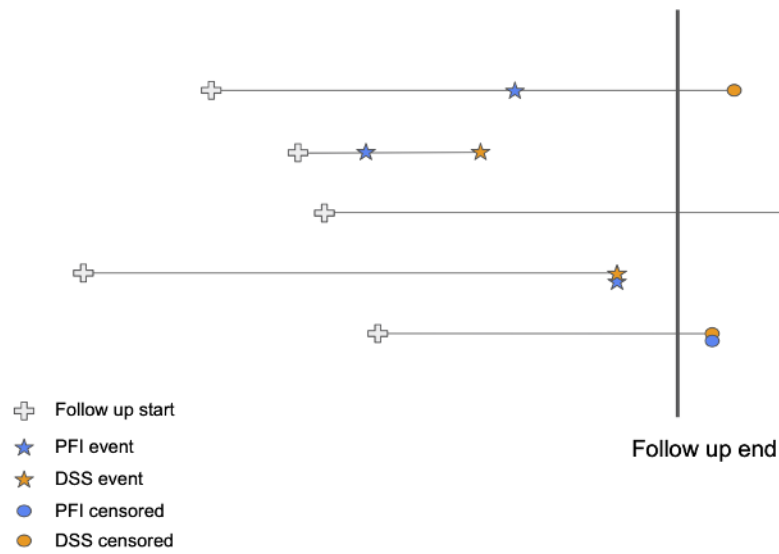 Follow up end
Follow up start
PFI event
DSS event
PFI censored
DSS censored